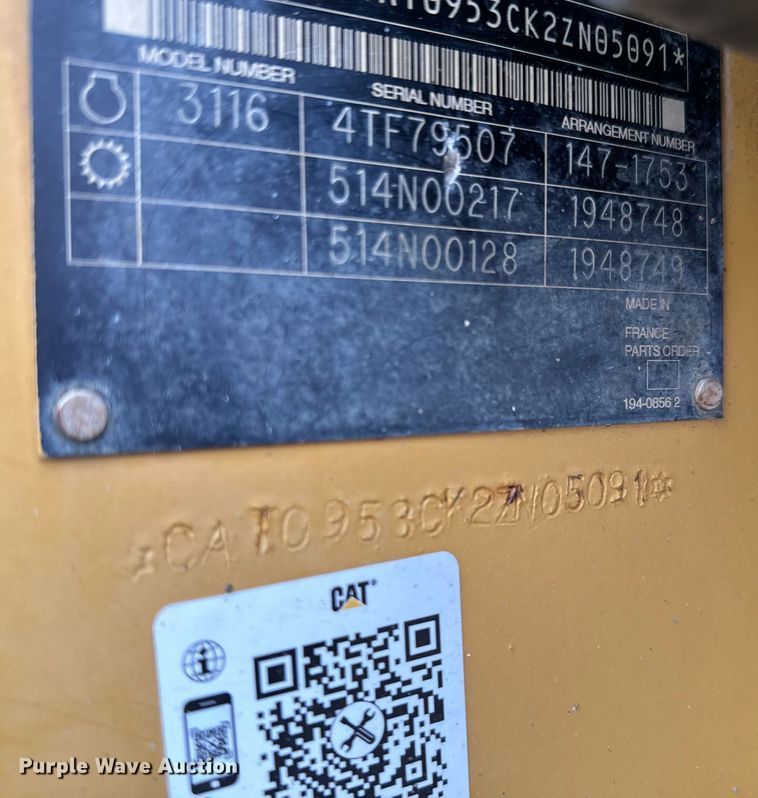 AT0953CK2ZN05091*
MODEL NUMBER SERIAL NUMBER ARRANGEMENT NUMBER
3116 4TF79507 147-1753
514N00217 1948748
514N00128 1948749
MADE IN
FRANCE
PARTS ORDER
194-0856 2
*CAT0953CK2ZN05091*
CAT
Purple Wave Auction